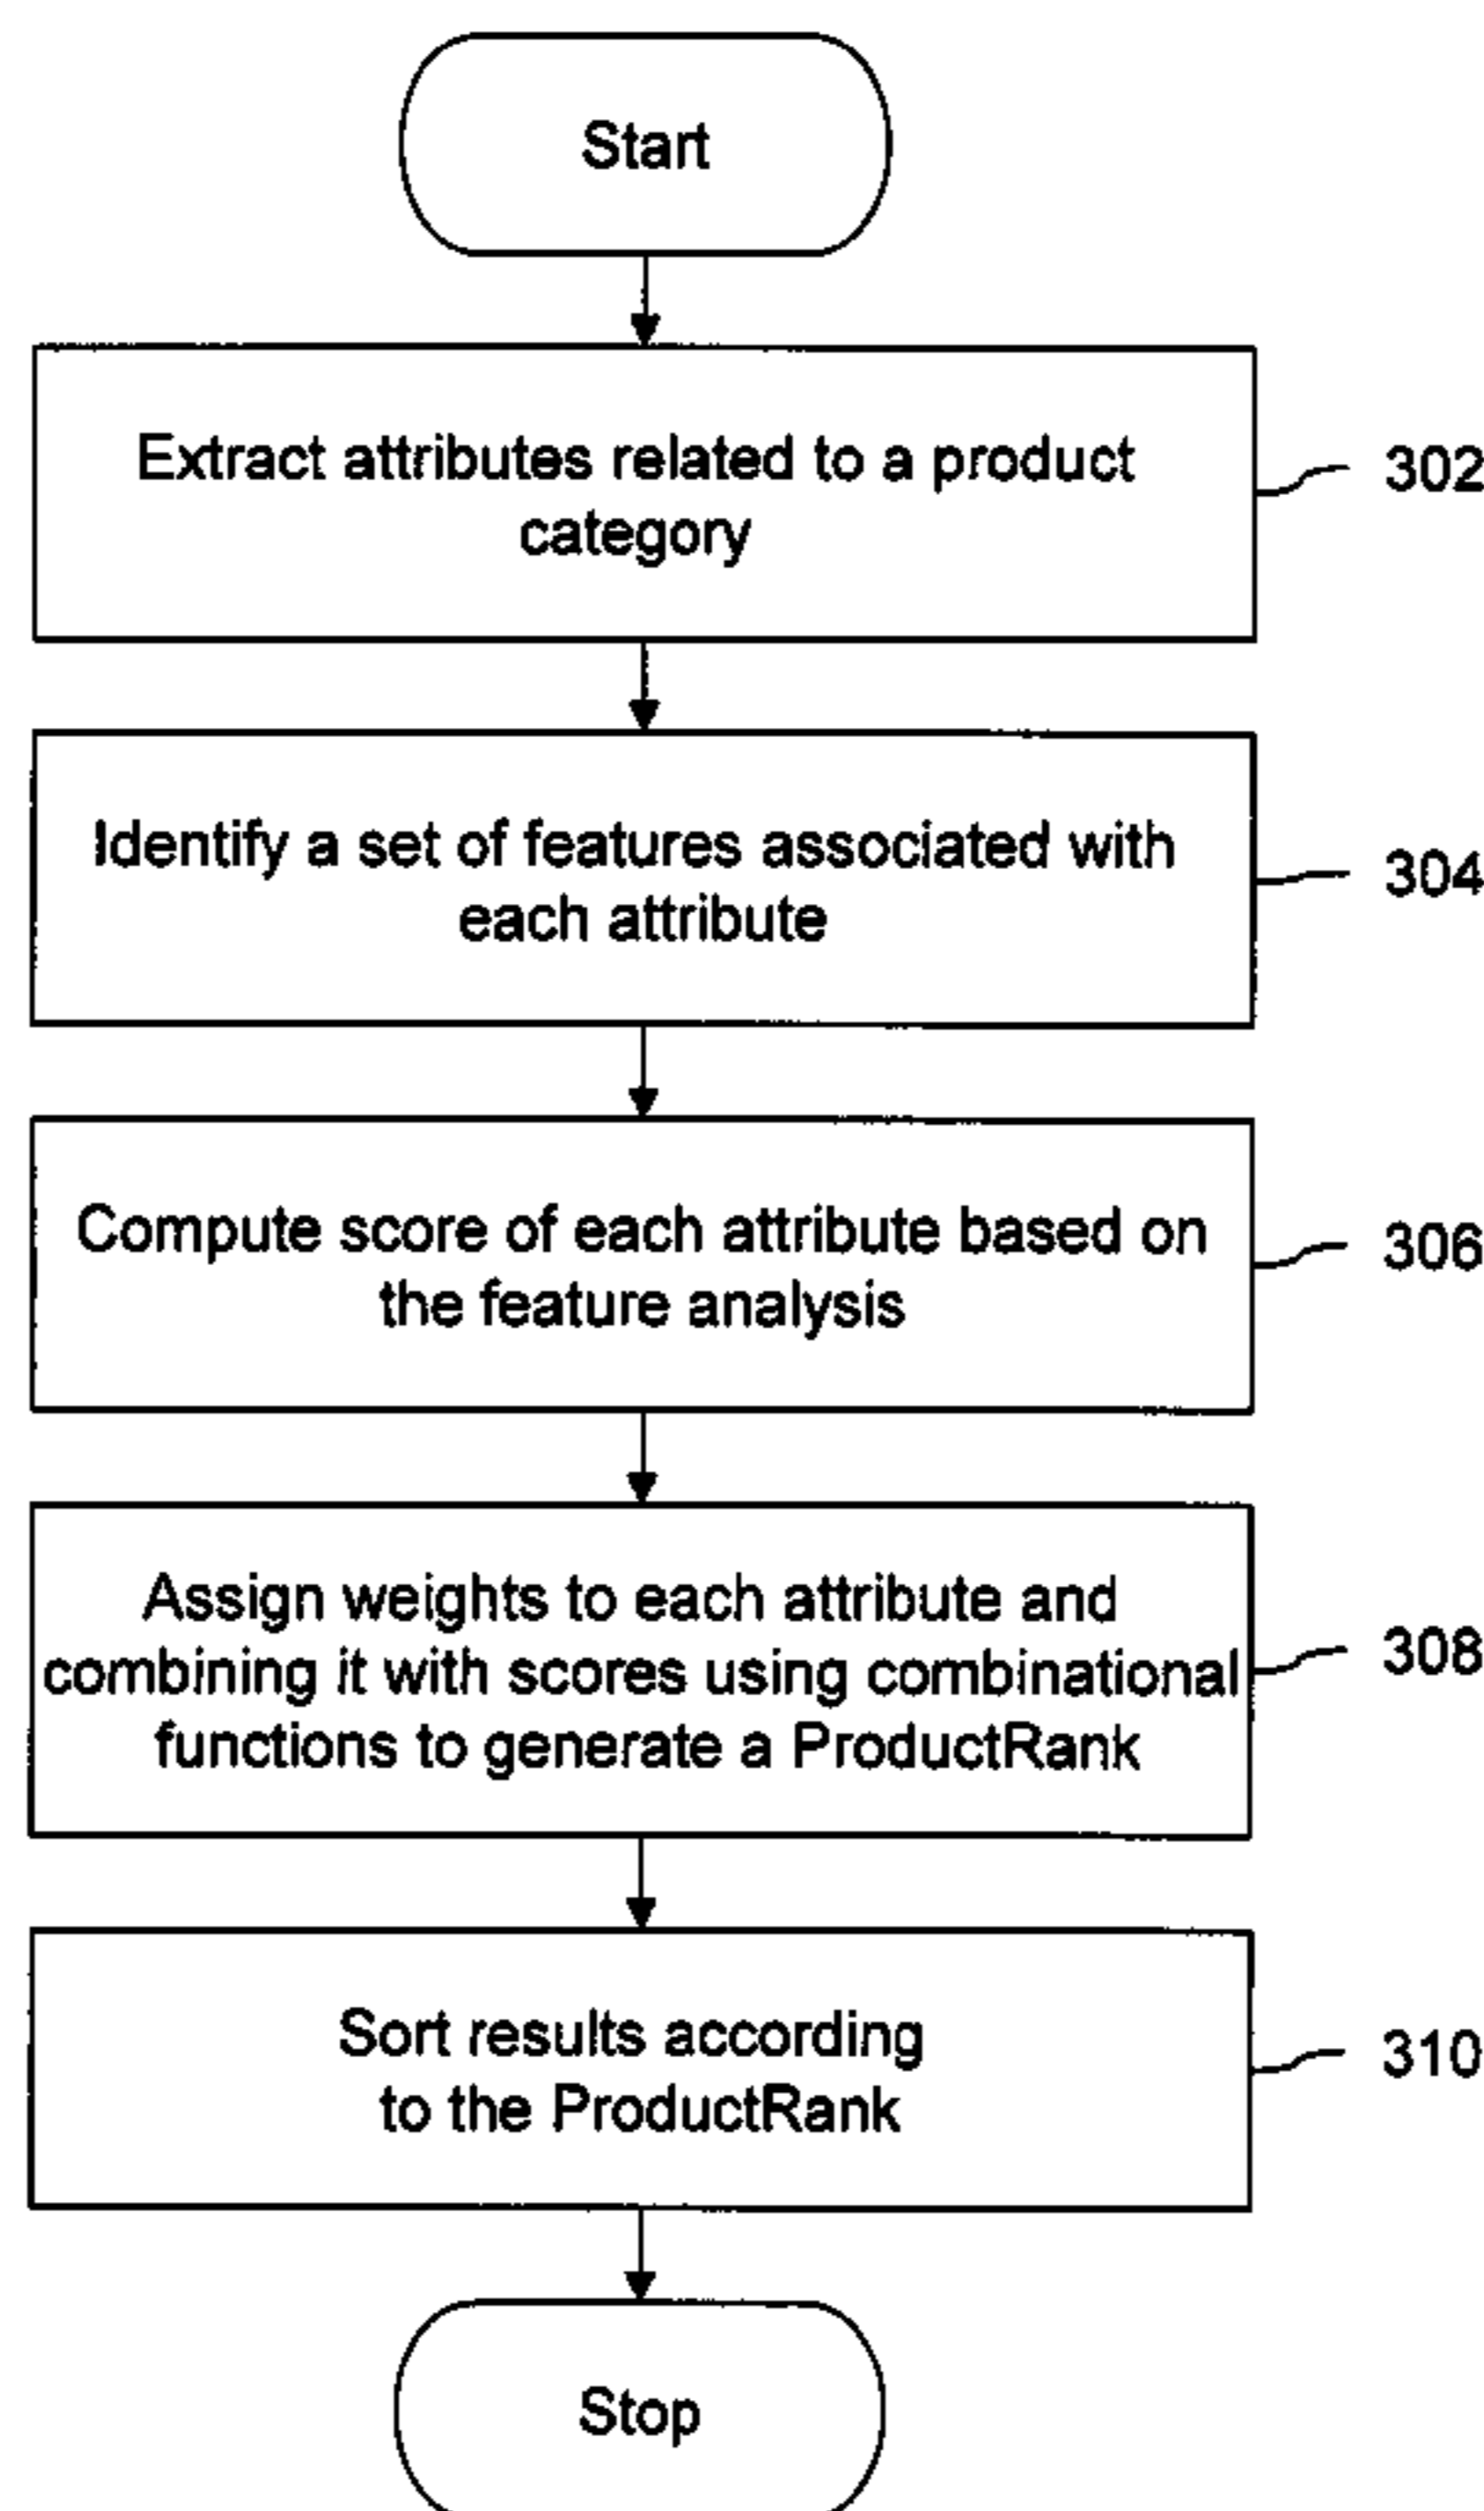 Start
Extract attributes related to a product
category
302
Identify a set of features associated with
each attribute
304
Compute score of each attribute based on
the feature analysis
306
Assign weights to each attribute and
combining it with scores using combinational
functions to generate a ProductRank
308
Sort results according
to the ProductRank
310
Stop